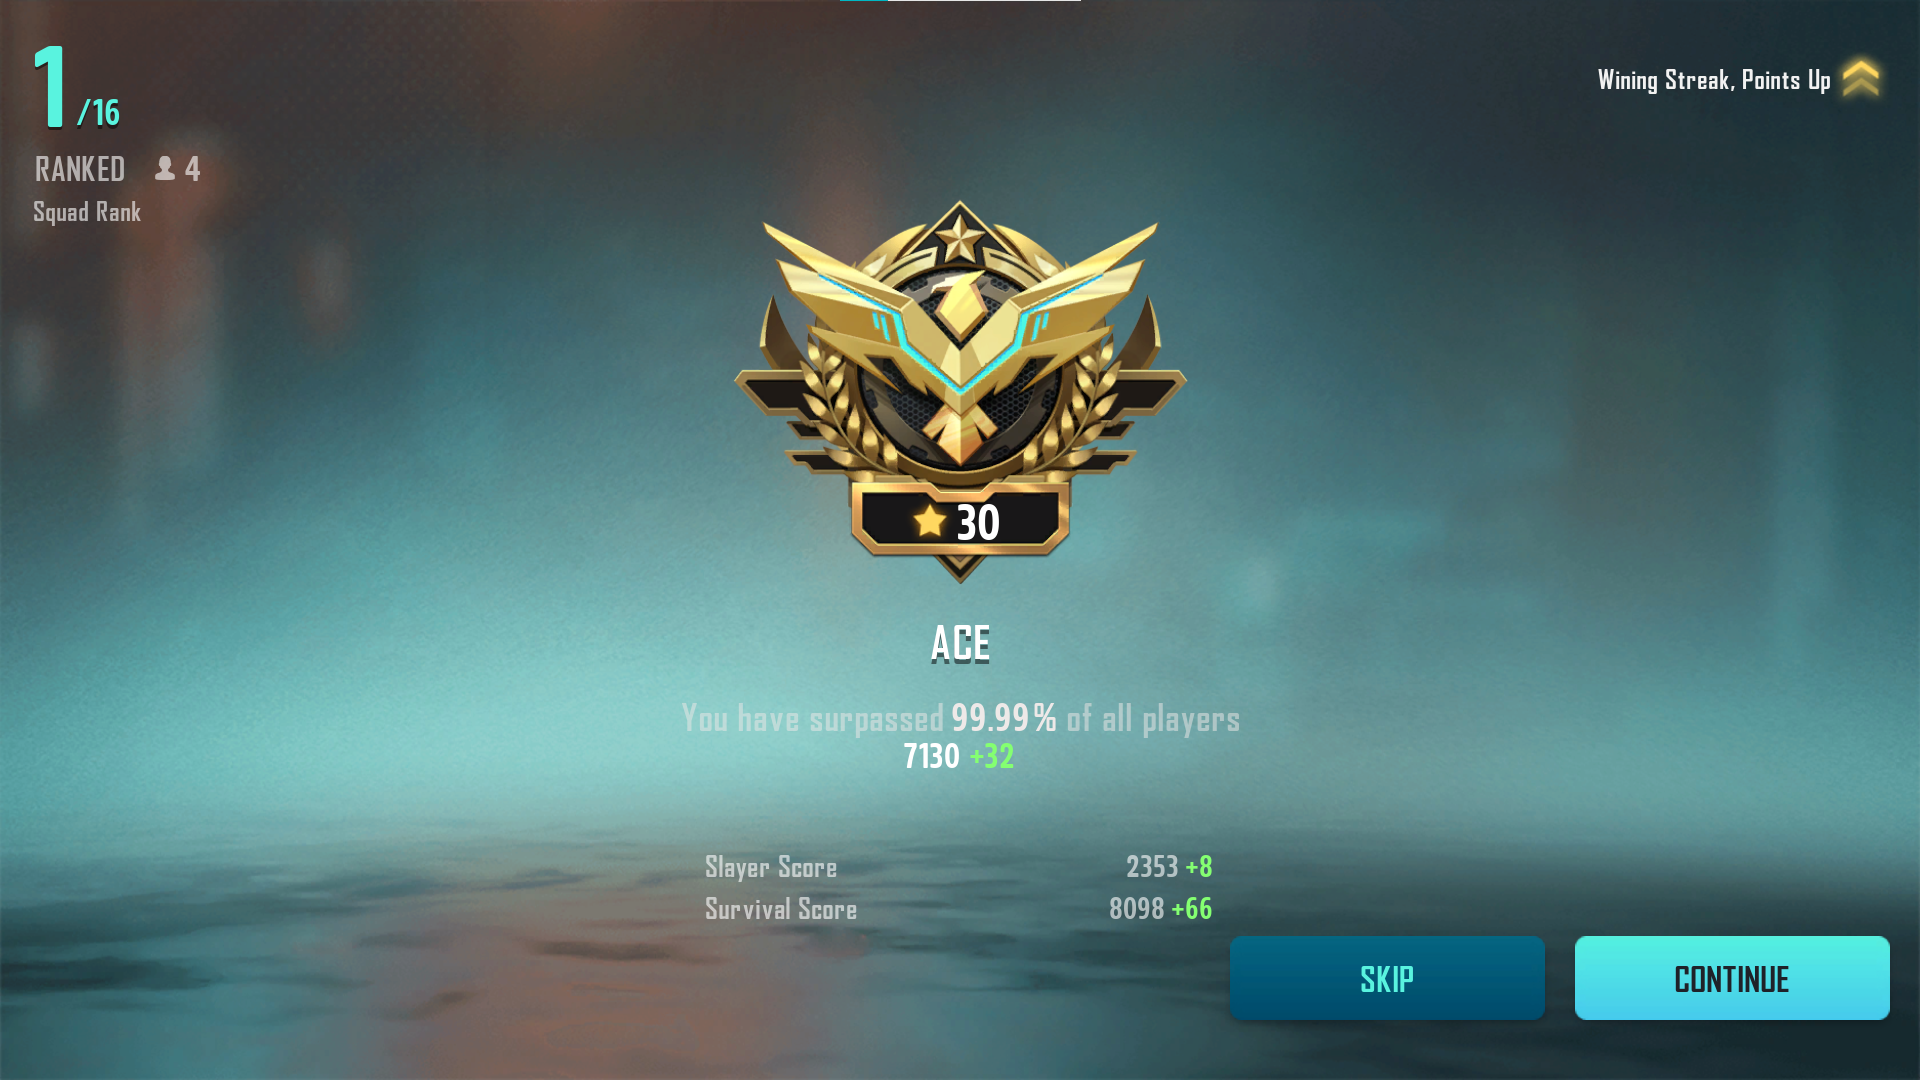 1/16
RANKED 4
Squad Rank
Wining Streak, Points Up
30
ACE
You have surpassed 99.99% of all players
7130 +32
Slayer Score 2353 +8
Survival Score 8098 +66
SKIP CONTINUE